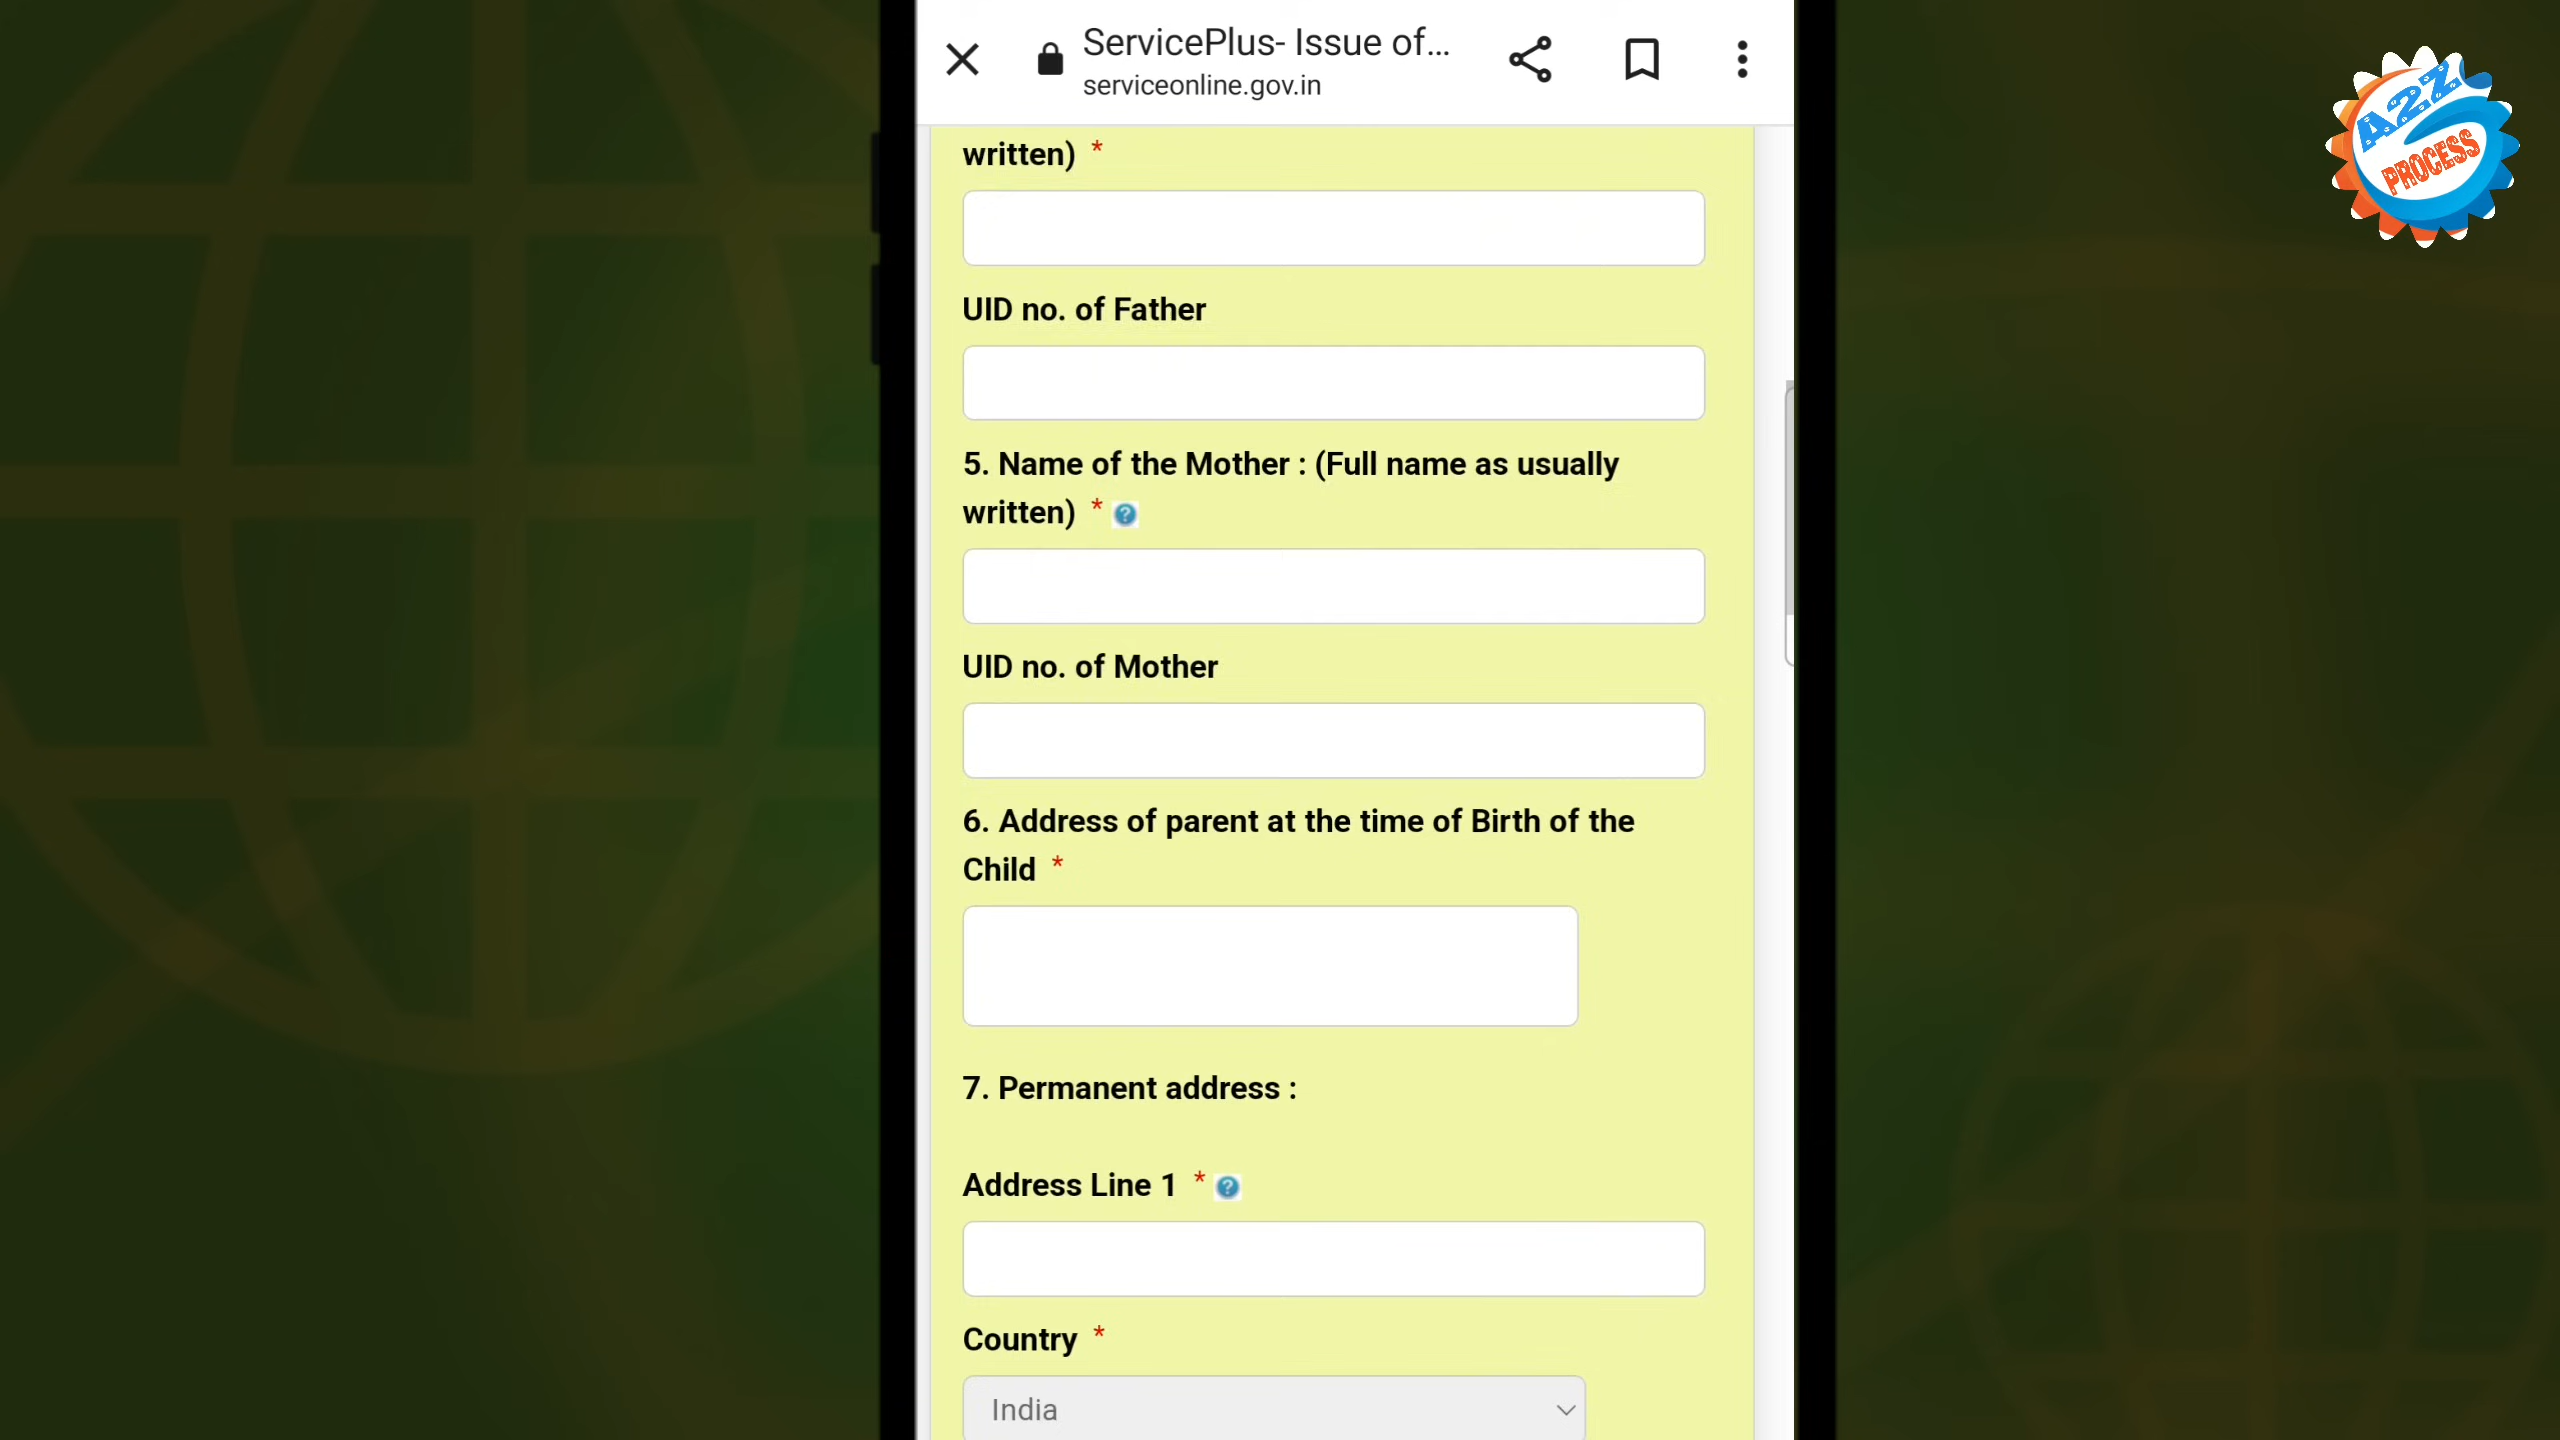 ServicePlus- Issue of...
serviceonline.gov.in
A2Z
PROCESS
written) *
UID no. of Father
5. Name of the Mother : (Full name as usually
written) * ?
UID no. of Mother
6. Address of parent at the time of Birth of the
Child *
7. Permanent address :
Address Line 1 * ?
Country *
India